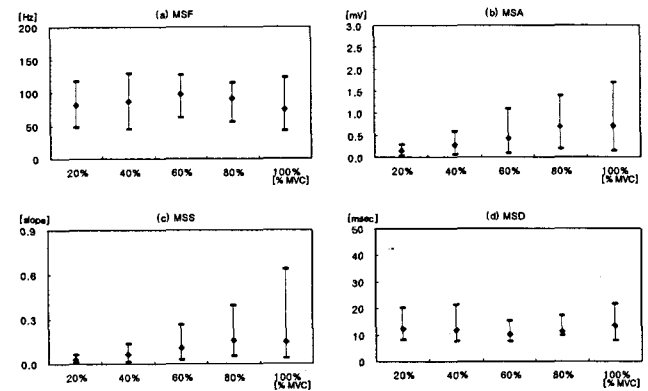 (a) MSF
[Hz]
200
150
100
50
0
20% 40% 60% 80% 100%
[% MVC]
(b) MSA
[mV]
3.0
2.5
2.0
1.5
1.0
0.5
0.0
20% 40% 60% 80% 100%
[% MVC]
(c) MSS
[slope]
0.9
0.6
0.3
0.0
20% 40% 60% 80% 100%
[% MVC]
(d) MSD
[msec]
50
40
30
20
10
0
20% 40% 60% 80% 100%
[% MVC]